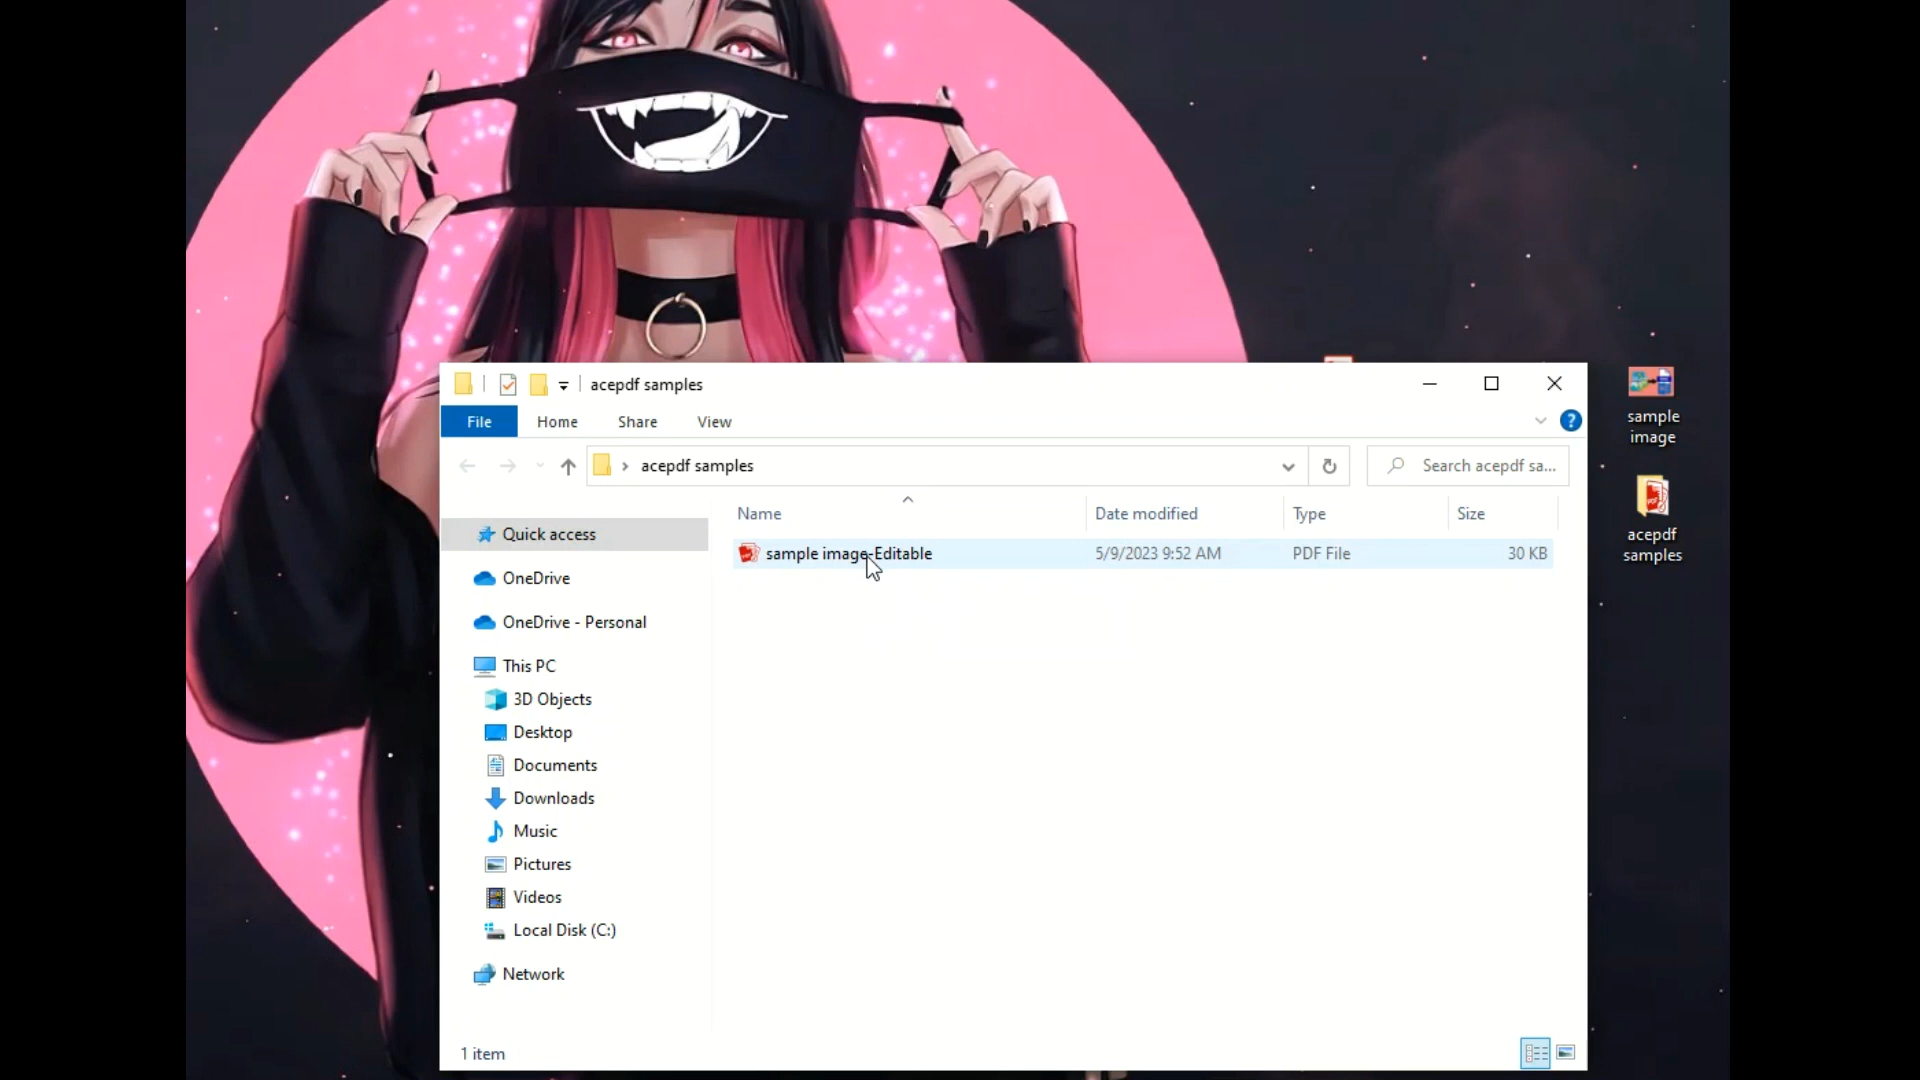 acepdf samples
File Home Share View
?
acepdf samples
Search acepdf sa...
Name Date modified Type Size
sample image-Editable 5/9/2023 9:52 AM PDF File 30 KB
Quick access
OneDrive
OneDrive - Personal
This PC
3D Objects
Desktop
Documents
Downloads
Music
Pictures
Videos
Local Disk (C:)
Network
1 item
sample
image
acepdf
samples